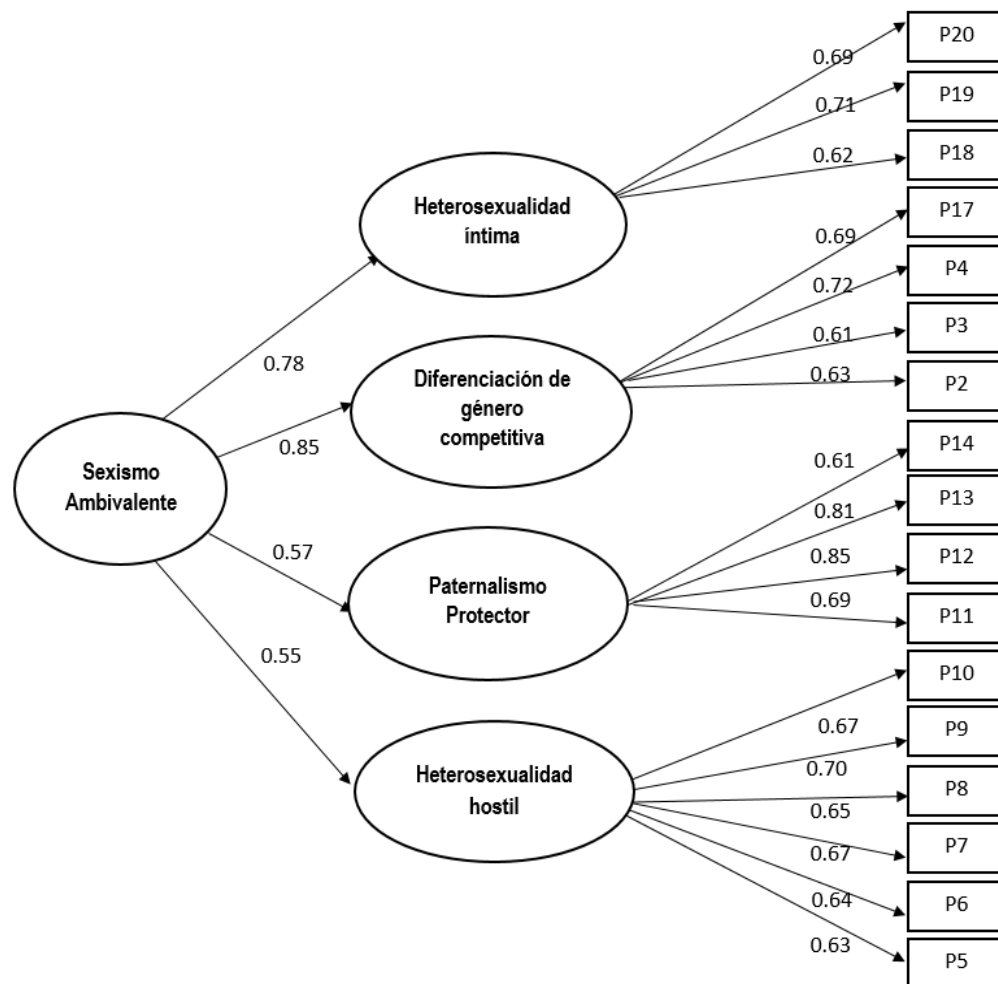 P20
0.69
P19
0.71
P18
0.62
Heterosexualidad
íntima
P17
0.69
P4
0.72
P3
0.61
P2
0.63
0.78
Diferenciación de
género
competitiva
0.85
Sexismo
Ambivalente
P14
0.61
P13
0.81
P12
0.85
P11
0.69
0.57
Paternalismo
Protector
0.55
P10
0.67
P9
0.70
P8
0.65
P7
0.67
P6
0.64
P5
0.63
Heterosexualidad
hostil